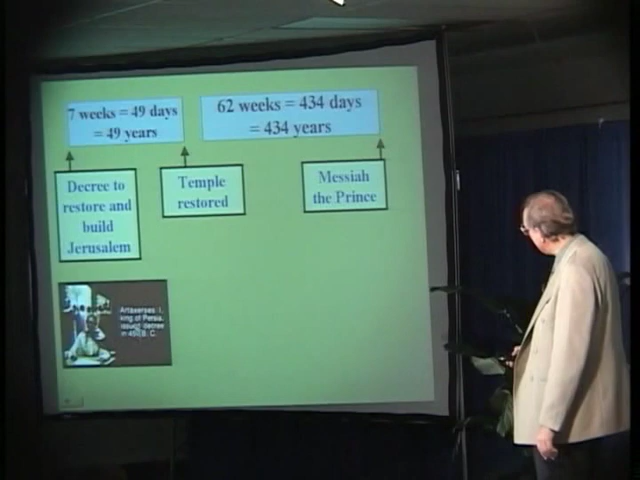 7 weeks = 49 days
= 49 years
62 weeks = 434 days
= 434 years
Decree to
restore and
build
Jerusalem
Temple
restored
Messiah
the Prince
Artaxerxes I,
king of Persia,
issued decree
in B. C.